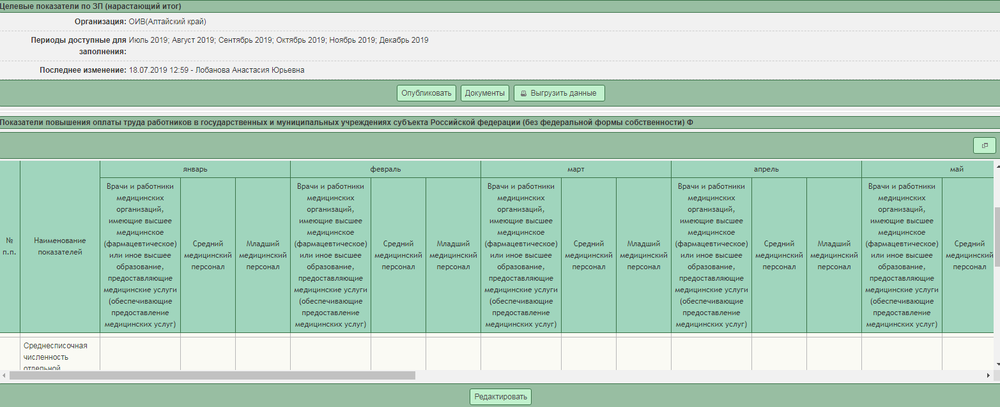 Целевые показатели по ЗП (нарастающий итог)
Организация: ОИВ(Алтайский край)
Периоды доступные для заполнения: Июль 2019; Август 2019; Сентябрь 2019; Октябрь 2019; Ноябрь 2019; Декабрь 2019
Последнее изменение: 18.07.2019 12:59 - Лобанова Анастасия Юрьевна
Опубликовать Документы Выгрузить данные
Показатели повышения оплаты труда работников в государственных и муниципальных учреждениях субъекта Российской федерации (без федеральной формы собственности) Ф
№
п.п.
Наименование
показателей
январь
Врачи и работники
медицинских
организаций,
имеющие высшее
медицинское
(фармацевтическое)
или иное высшее
образование,
предоставляющие
медицинские услуги
(обеспечивающие
предоставление
медицинских услуг)
Средний
медицинский
персонал
Младший
медицинский
персонал
февраль
Врачи и работники
медицинских
организаций,
имеющие высшее
медицинское
(фармацевтическое)
или иное высшее
образование,
предоставляющие
медицинские услуги
(обеспечивающие
предоставление
медицинских услуг)
Средний
медицинский
персонал
Младший
медицинский
персонал
март
Врачи и работники
медицинских
организаций,
имеющие высшее
медицинское
(фармацевтическое)
или иное высшее
образование,
предоставляющие
медицинские услуги
(обеспечивающие
предоставление
медицинских услуг)
Средний
медицинский
персонал
Младший
медицинский
персонал
апрель
Врачи и работники
медицинских
организаций,
имеющие высшее
медицинское
(фармацевтическое)
или иное высшее
образование,
предоставляющие
медицинские услуги
(обеспечивающие
предоставление
медицинских услуг)
Средний
медицинский
персонал
Младший
медицинский
персонал
май
Врачи и работники
медицинских
организаций,
имеющие высшее
медицинское
(фармацевтическое)
или иное высшее
образование,
предоставляющие
медицинские услуги
(обеспечивающие
предоставление
медицинских услуг)
Средний
медицинский
персонал
Среднесписочная
численность
отдельной
Редактировать